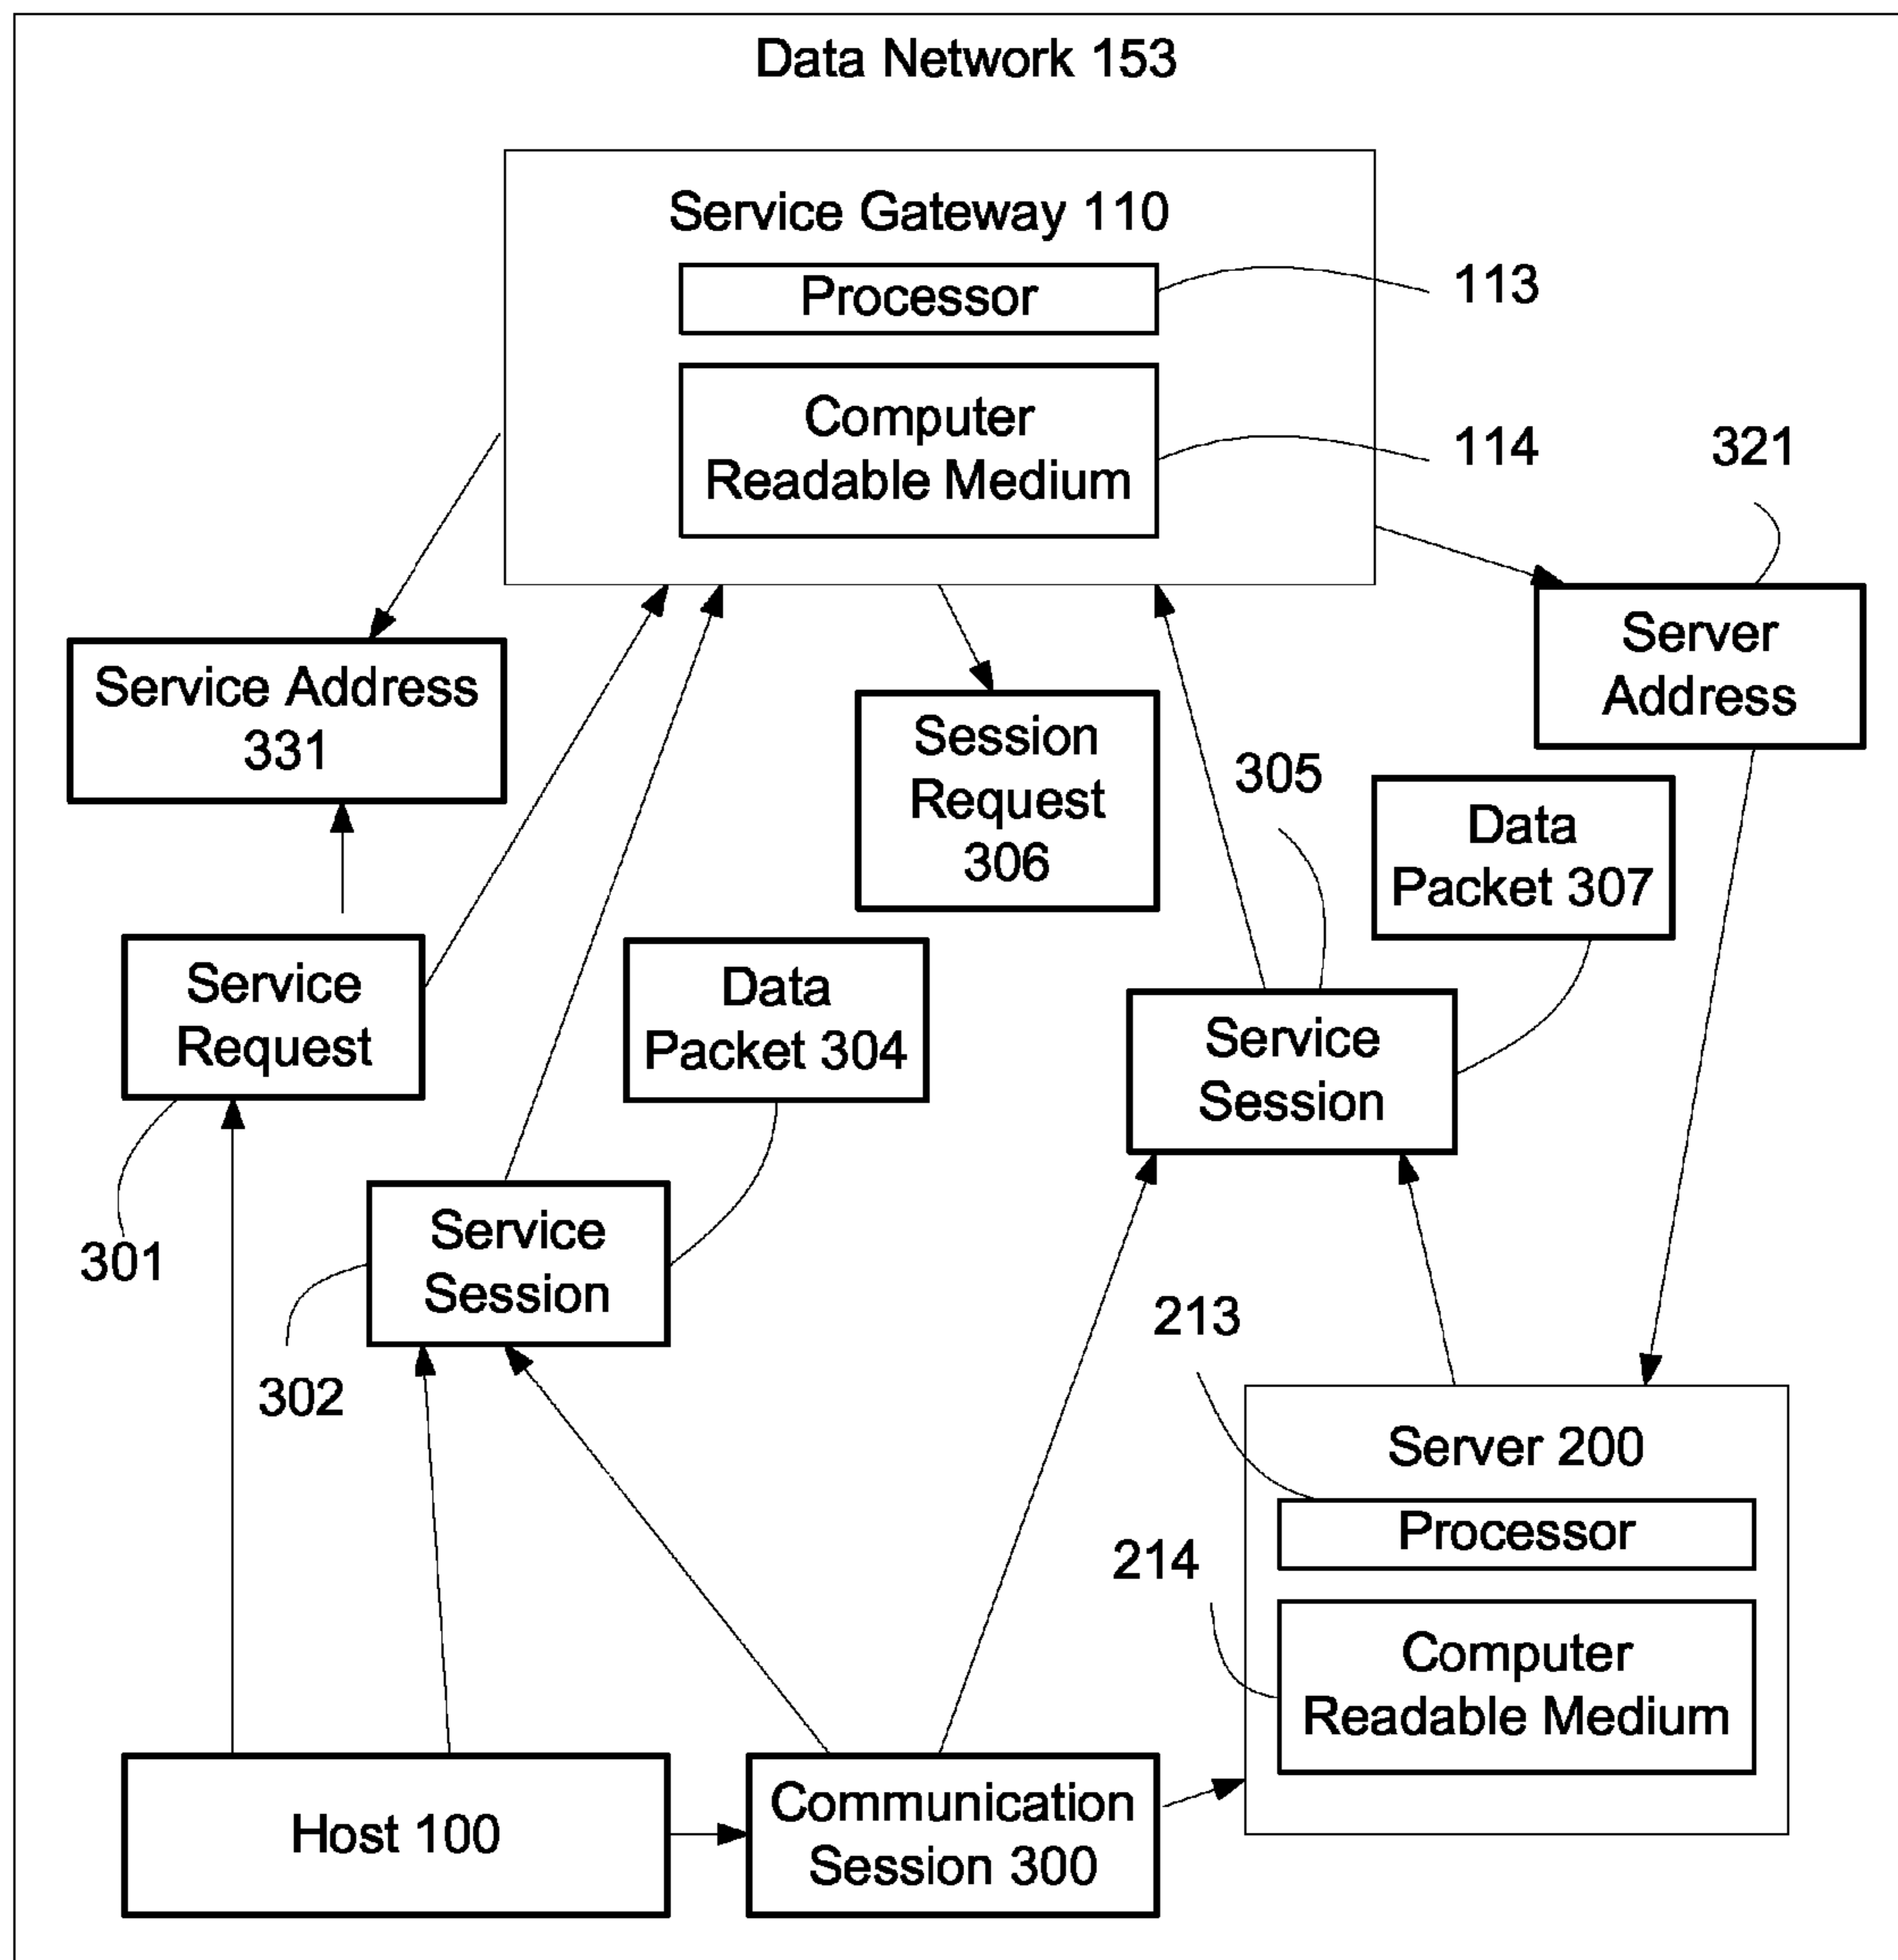 Data Network 153
Service Gateway 110
Processor
113
Computer
Readable Medium
114
321
Service Address
331
Session
Request
306
Server
Address
305
Data
Packet 307
Service
Request
Data
Packet 304
Service
Session
301
Service
Session
302
213
Server 200
Processor
214
Computer
Readable Medium
Host 100
Communication
Session 300